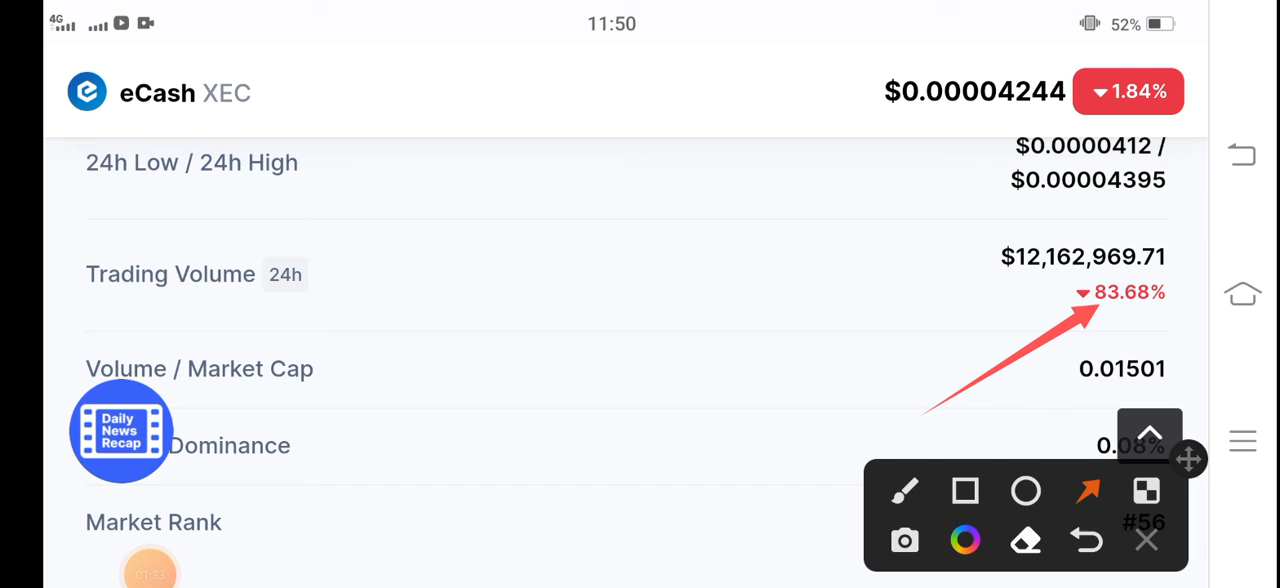 4G 11:50 52%
eCash XEC $0.00004244 1.84%
24h Low / 24h High $0.0000412 /
$0.00004395
Trading Volume 24h $12,162,969.71
83.68%
Volume / Market Cap 0.01501
Daily
News
Recap
Dominance 0.08%
Market Rank #56
01:33